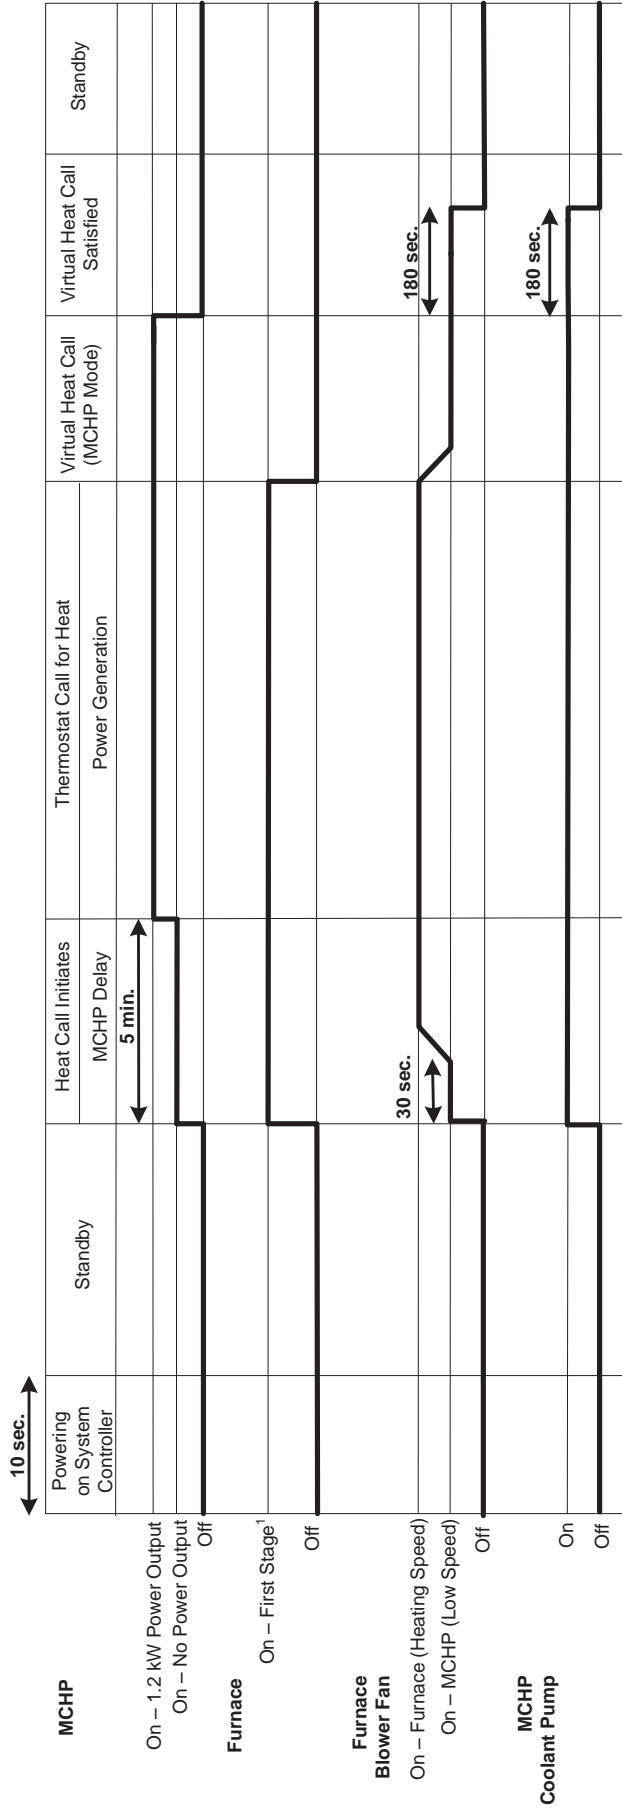 10 sec.
Powering
on System
Controller
Standby
Heat Call Initiates
MCHP Delay
5 min.
Thermostat Call for Heat
Power Generation
Virtual Heat Call
(MCHP Mode)
Virtual Heat Call
Satisfied
Standby
MCHP
On – 1.2 kW Power Output
On – No Power Output
Off
Furnace
On – First Stage¹
Off
Furnace
Blower Fan
On – Furnace (Heating Speed)
On – MCHP (Low Speed)
Off
30 sec.
180 sec.
MCHP
Coolant Pump
On
Off
180 sec.